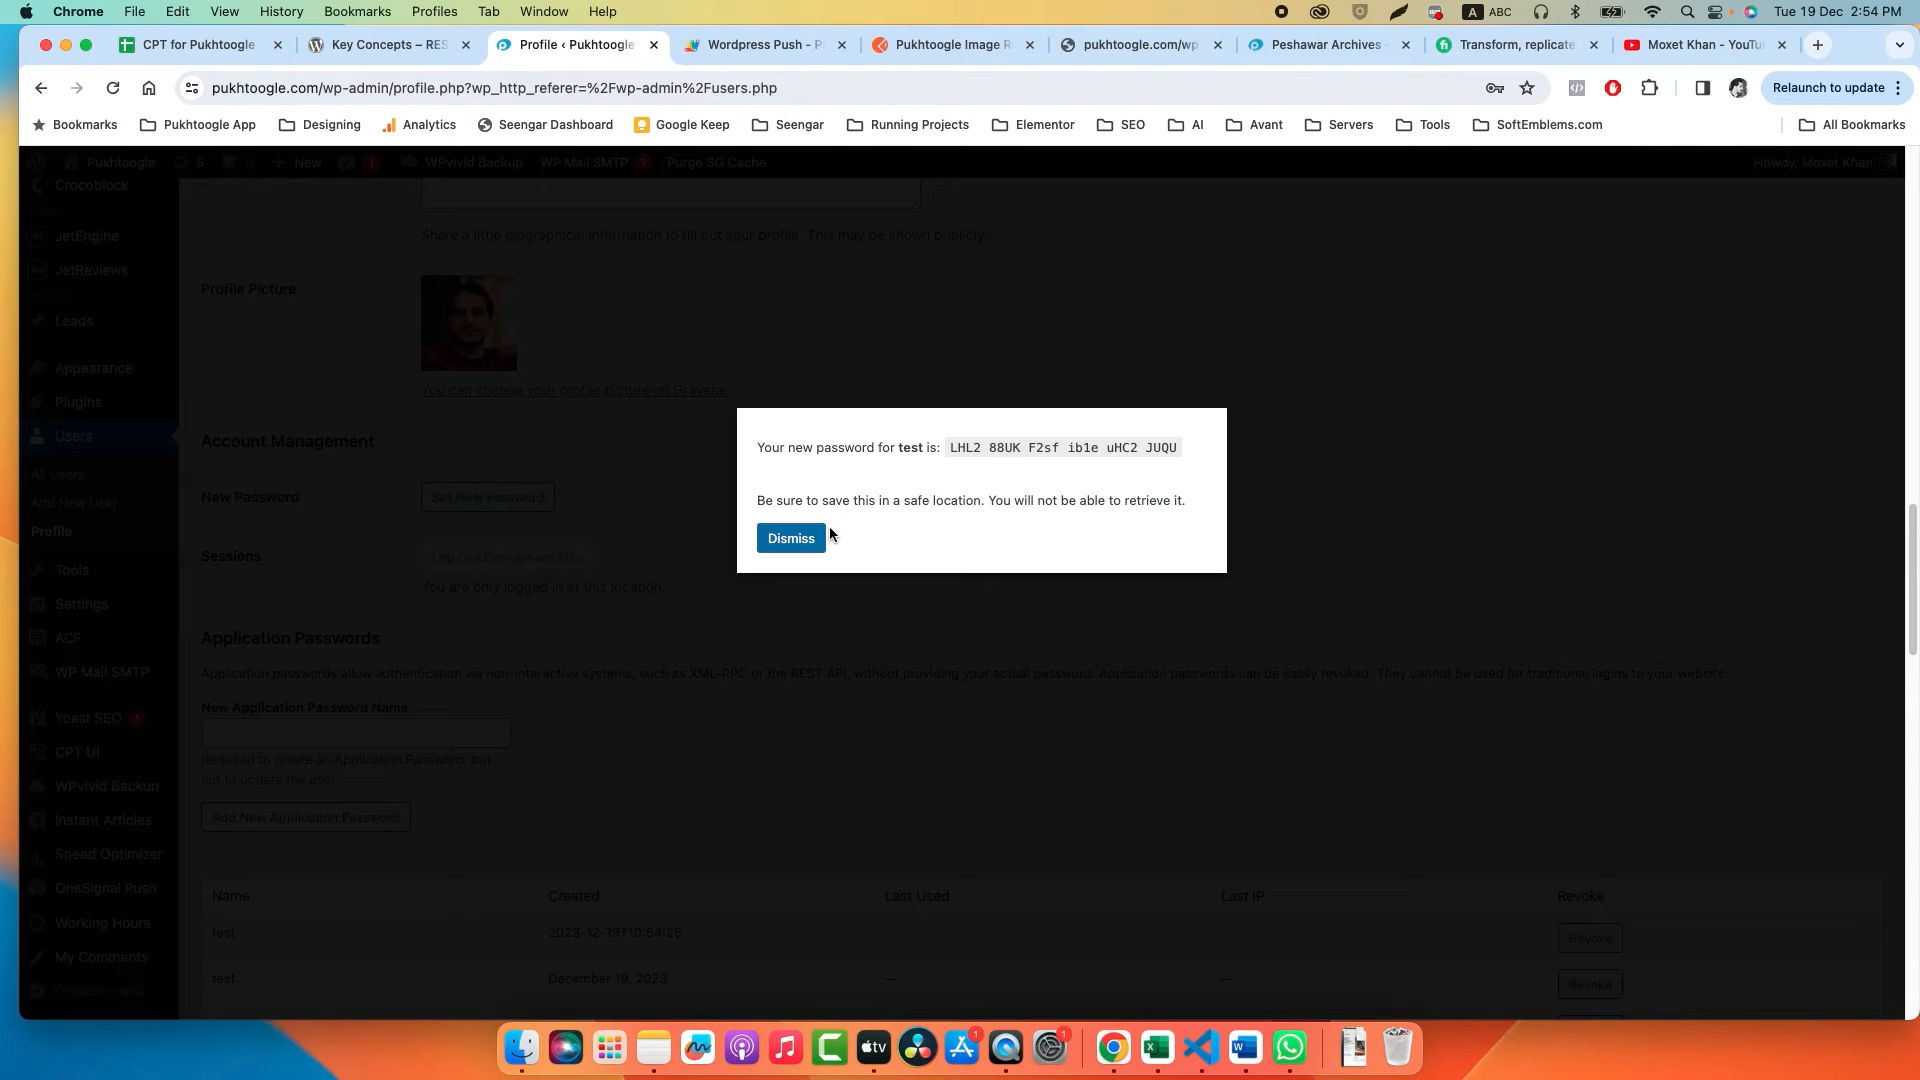 Chrome File Edit View History Bookmarks Profiles Tab Window Help A ABC Tue 19 Dec 2:54 PM
CPT for Pukhtoogle Key Concepts – RES Profile ‹ Pukhtoogle Wordpress Push - P Pukhtoogle Image R pukhtoogle.com/wp Peshawar Archives Transform, replicate Moxet Khan - YouTu
pukhtoogle.com/wp-admin/profile.php?wp_http_referer=%2Fwp-admin%2Fusers.php Relaunch to update
Bookmarks Pukhtoogle App Designing Analytics Seengar Dashboard Google Keep Seengar Running Projects Elementor SEO AI Avant Servers Tools SoftEmblems.com All Bookmarks
Pukhtoogle 5 New 1 WPvivid Backup WP Mail SMTP 1 Purge SG Cache Howdy, Moxet Khan
Crocoblock
JetEngine
JetReviews
Leads
Appearance
Plugins
Users
All Users
Add New User
Profile
Tools
Settings
ACF
WP Mail SMTP
Yoast SEO 1
CPT UI
WPvivid Backup
Instant Articles
Speed Optimizer
OneSignal Push
Working Hours
My Comments
Collapse menu
Share a little biographical information to fill out your profile. This may be shown publicly.
Profile Picture
You can change your profile picture on Gravatar.
Account Management
New Password Set New Password
Sessions Log Out Everywhere Else
You are only logged in at this location.
Application Passwords
Application passwords allow authentication via non-interactive systems, such as XML-RPC or the REST API, without providing your actual password. Application passwords can be easily revoked. They cannot be used for traditional logins to your website.
New Application Password Name
Required to create an Application Password, but
not to update the user.
Add New Application Password
Name Created Last Used Last IP Revoke
test 2023-12-19T10:54:25 Revoke
test December 19, 2023 — — Revoke
Your new password for test is: LHL2 88UK F2sf ib1e uHC2 JUQU
Be sure to save this in a safe location. You will not be able to retrieve it.
Dismiss
tv 1 1